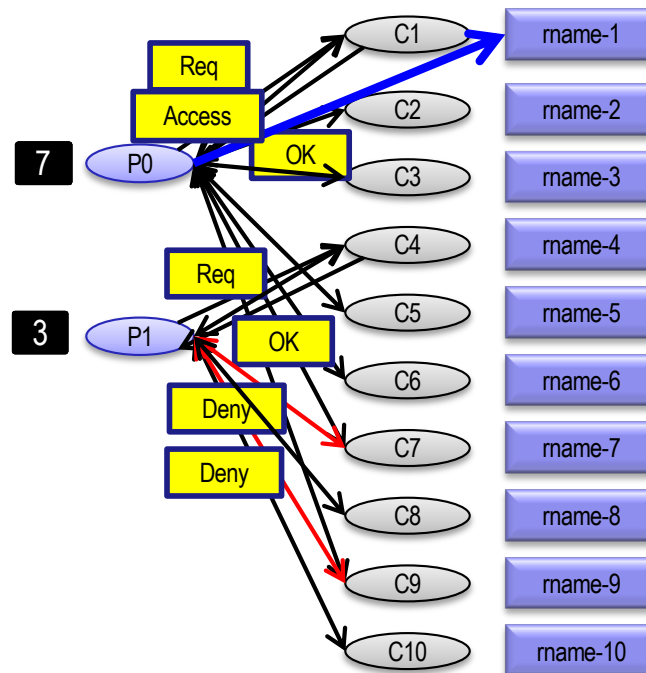 C1
rname-1
Req
Access
C2
rname-2
7
P0
OK
C3
rname-3
C4
rname-4
Req
C5
rname-5
3
P1
OK
C6
rname-6
Deny
C7
rname-7
Deny
C8
rname-8
C9
rname-9
C10
rname-10